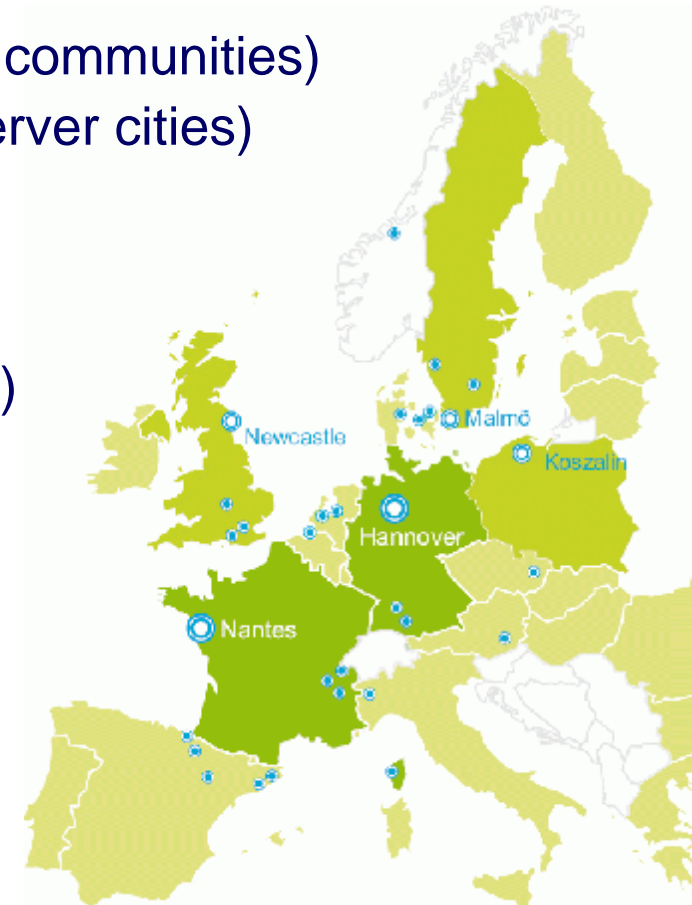 communities)
erver cities)
)
Newcastle
Malmö
Koszalin
Hannover
Nantes